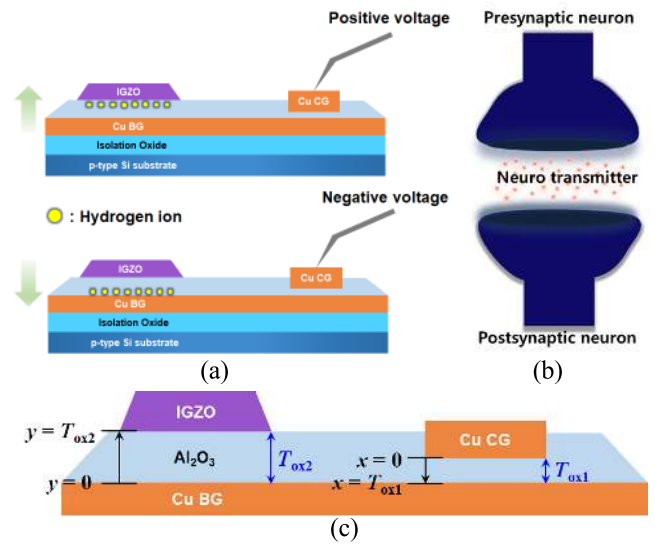 Positive voltage
IGZO
Cu CG
Cu BG
Isolation Oxide
p-type Si substrate
: Hydrogen ion
Negative voltage
IGZO
Cu CG
Cu BG
Isolation Oxide
p-type Si substrate
(a)
Presynaptic neuron
Neuro transmitter
Postsynaptic neuron
(b)
IGZO
Cu CG
y = Tox2
Al2O3
Tox2
x = 0
Tox1
y = 0
x = Tox1
Cu BG
(c)